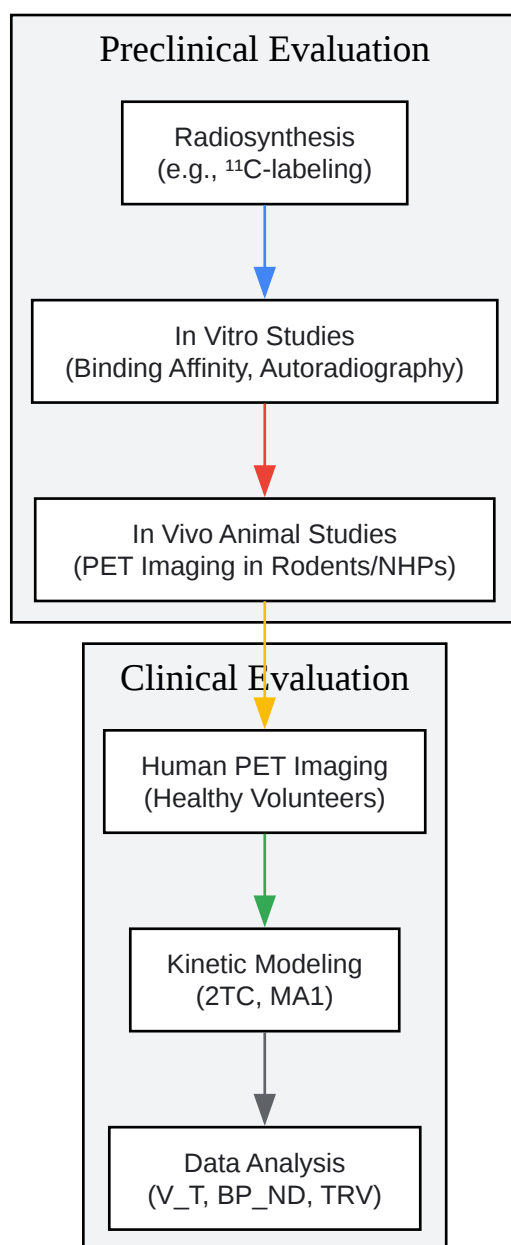 Preclinical Evaluation
Radiosynthesis
(e.g., ¹¹C-labeling)
In Vitro Studies
(Binding Affinity, Autoradiography)
In Vivo Animal Studies
(PET Imaging in Rodents/NHPs)
Clinical Evaluation
Human PET Imaging
(Healthy Volunteers)
Kinetic Modeling
(2TC, MA1)
Data Analysis
(V_T, BP_ND, TRV)